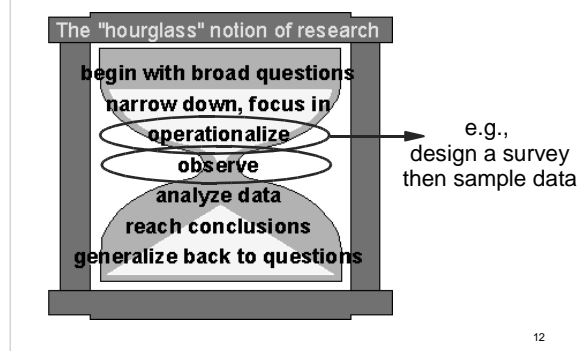 The "hourglass" notion of research
begin with broad questions
narrow down, focus in
operationalize
observe
analyze data
reach conclusions
generalize back to questions
e.g.,
design a survey
then sample data
12